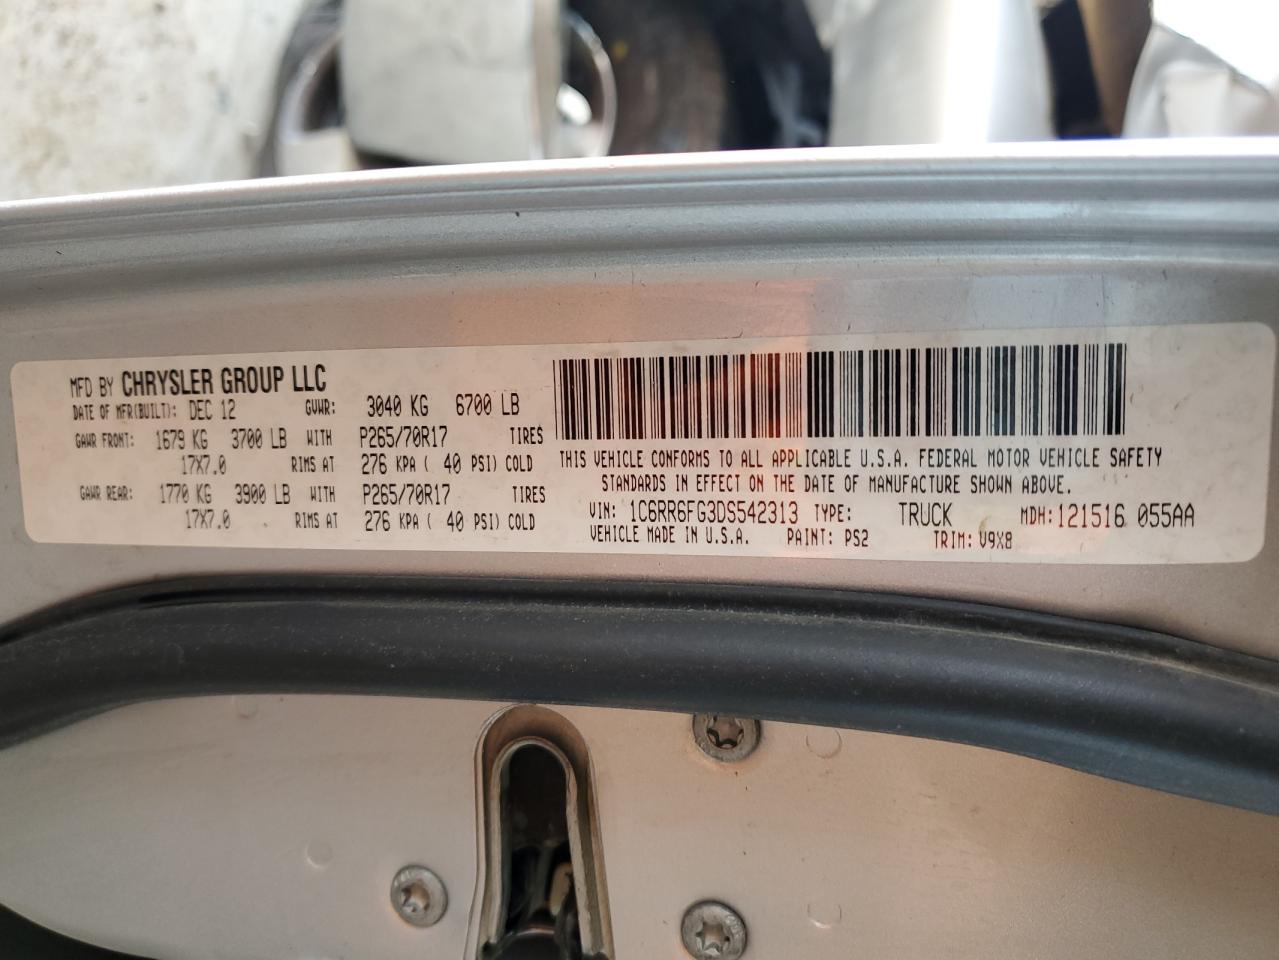 MFD BY CHRYSLER GROUP LLC
DATE OF MFR(BUILT): DEC 12 GVWR: 3040 KG 6700 LB
GAWR FRONT: 1679 KG 3700 LB WITH P265/70R17 TIRES
17X7.0 RIMS AT 276 KPA ( 40 PSI) COLD
GAWR REAR: 1770 KG 3900 LB WITH P265/70R17 TIRES
17X7.0 RIMS AT 276 KPA ( 40 PSI) COLD
THIS VEHICLE CONFORMS TO ALL APPLICABLE U.S.A. FEDERAL MOTOR VEHICLE SAFETY
STANDARDS IN EFFECT ON THE DATE OF MANUFACTURE SHOWN ABOVE.
VIN: 1C6RR6FG3DS542313 TYPE: TRUCK MDH: 121516 055AA
VEHICLE MADE IN U.S.A. PAINT: PS2 TRIM: V9X8